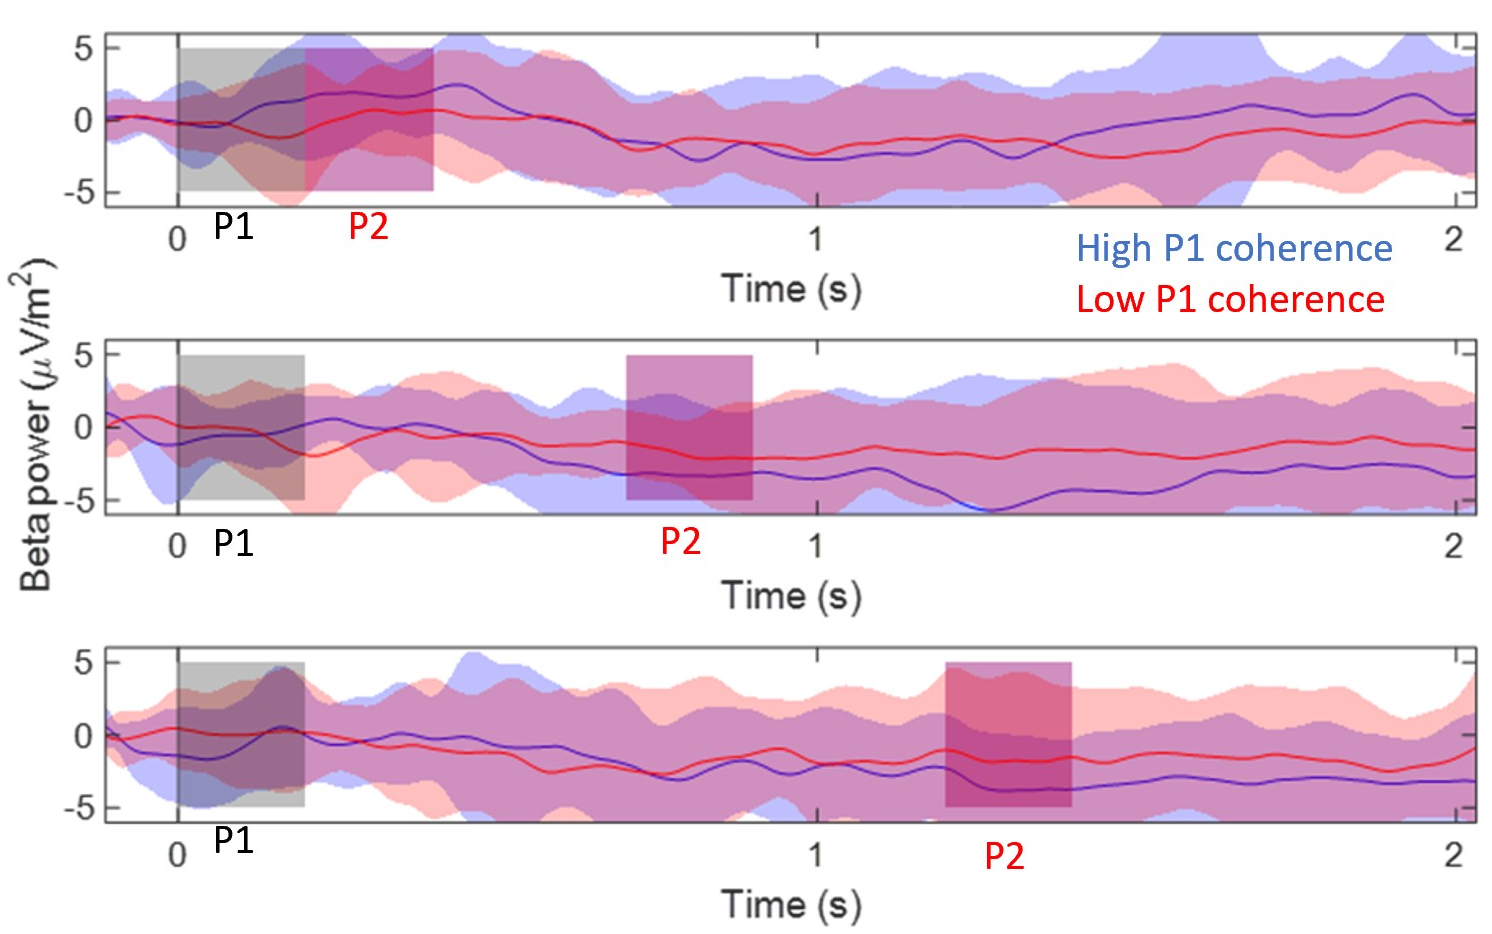 Beta power (μV/m²)
5
0
-5
P1
P2
0
1
2
Time (s)
High P1 coherence
Low P1 coherence
5
0
-5
P1
P2
0
1
2
Time (s)
5
0
-5
P1
P2
0
1
2
Time (s)